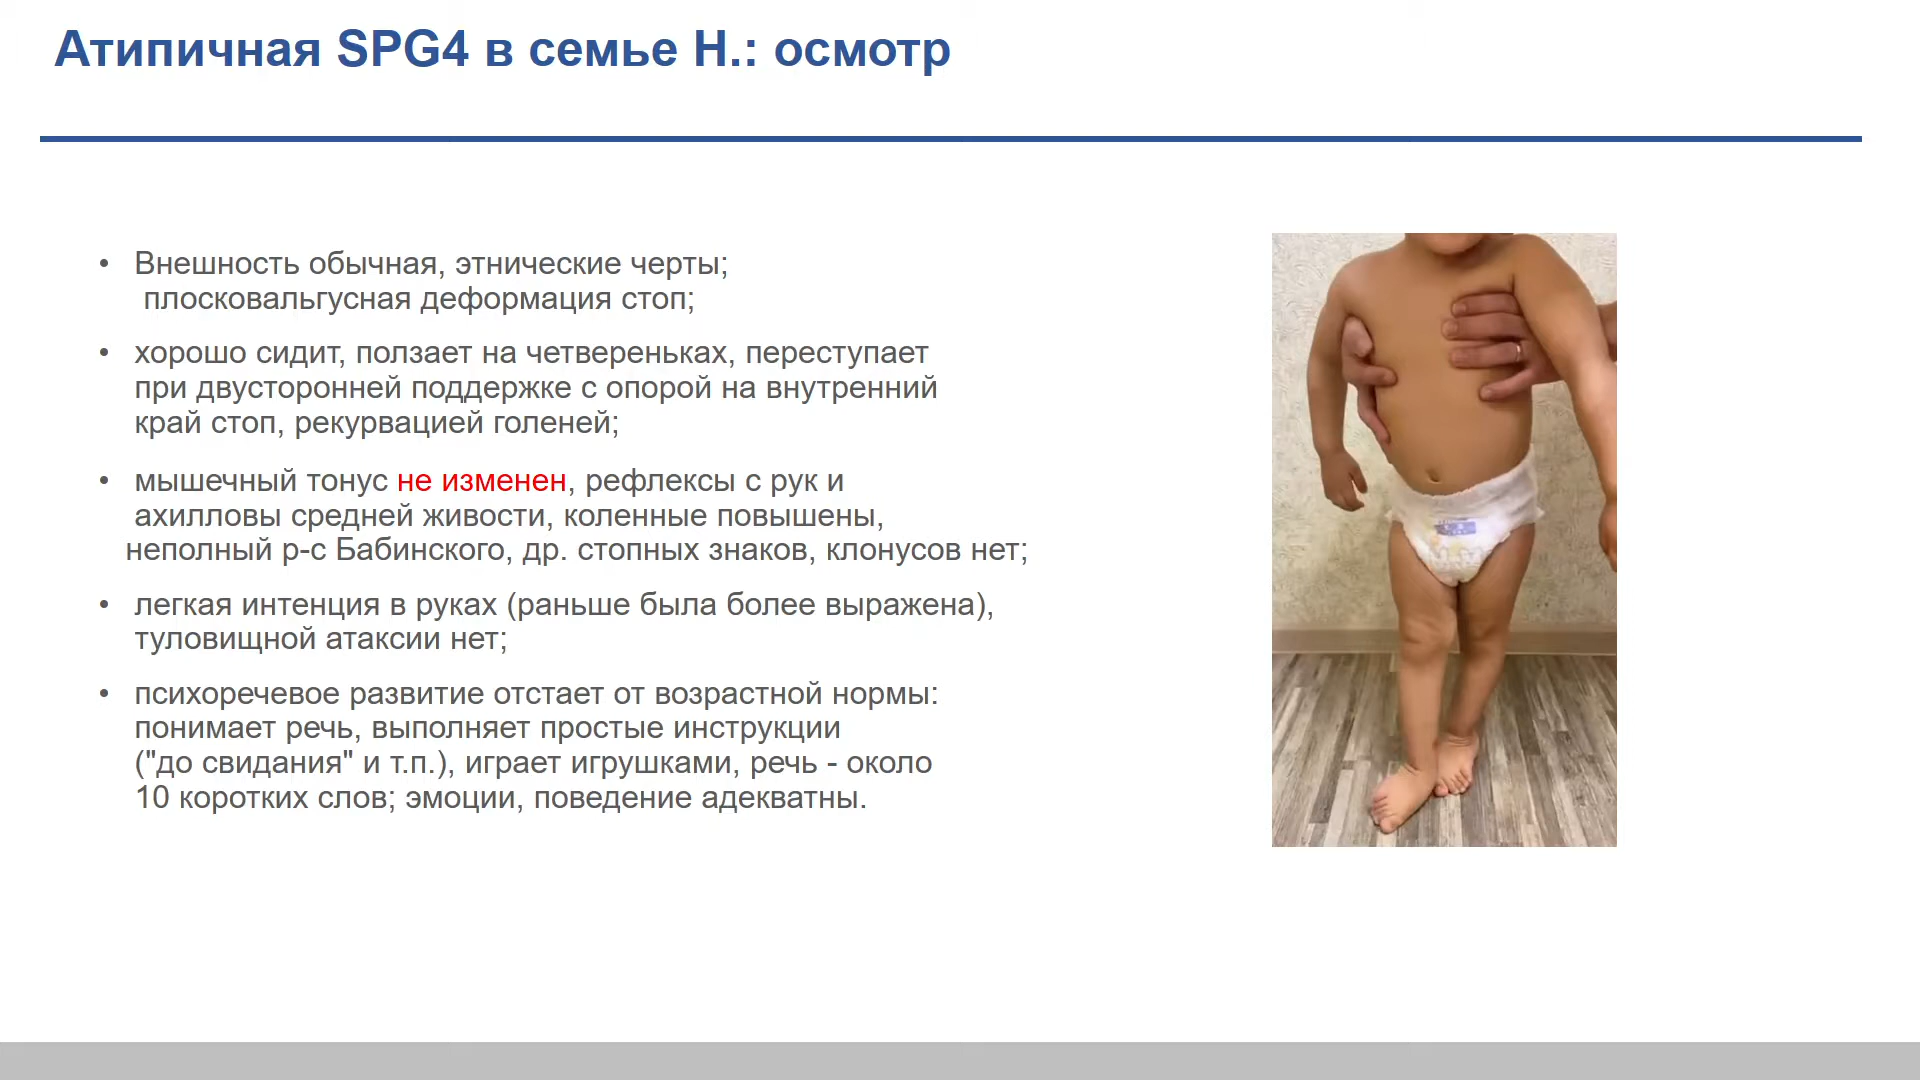 Атипичная SPG4 в семье Н.: осмотр
• Внешность обычная, этнические черты;
плосковальгусная деформация стоп;
• хорошо сидит, ползает на четвереньках, переступает
при двусторонней поддержке с опорой на внутренний
край стоп, рекурвацией голеней;
• мышечный тонус не изменен, рефлексы с рук и
ахилловы средней живости, коленные повышены,
неполный р-с Бабинского, др. стопных знаков, клонусов нет;
• легкая интенция в руках (раньше была более выражена),
туловищной атаксии нет;
• психоречевое развитие отстает от возрастной нормы:
понимает речь, выполняет простые инструкции
("до свидания" и т.п.), играет игрушками, речь - около
10 коротких слов; эмоции, поведение адекватны.